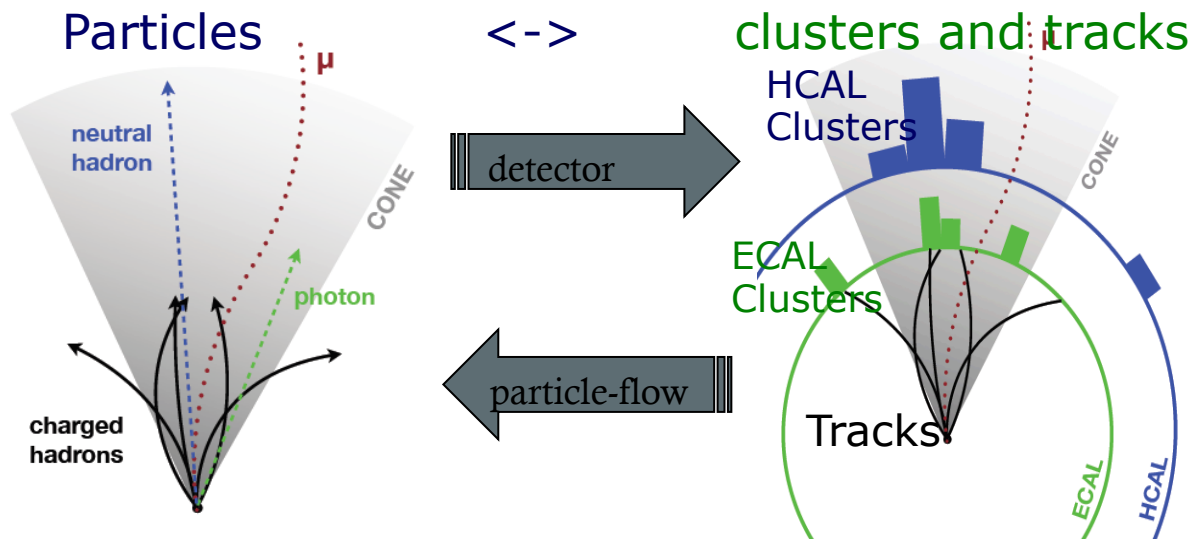 Particles
<->
clusters and tracks
μ
neutral
hadron
CONE
photon
charged
hadrons
detector
particle-flow
μ
HCAL
Clusters
CONE
ECAL
Clusters
Tracks
ECAL
HCAL